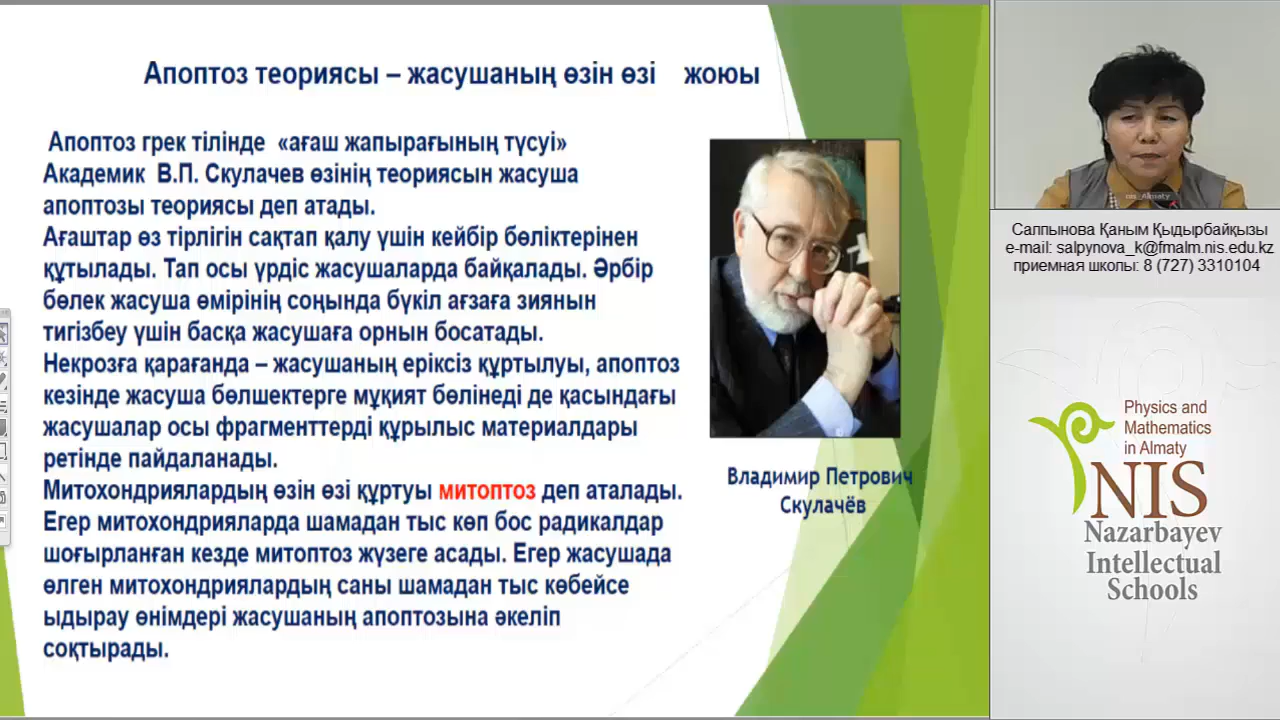 Апоптоз теориясы – жасушаның өзін өзі жоюы
Апоптоз грек тілінде «ағаш жапырағының түсуі»
Академик В.П. Скулачев өзінің теориясын жасуша
апоптозы теориясы деп атады.
Ағаштар өз тірлігін сақтап қалу үшін кейбір бөліктерінен
құтылады. Тап осы үрдіс жасушаларда байқалады. Әрбір
бөлек жасуша өмірінің соңында бүкіл ағзаға зиянын
тигізбеу үшін басқа жасушаға орнын босатады.
Некрозға қарағанда – жасушаның еріксіз құртылуы, апоптоз
кезінде жасуша бөлшектерге мұқият бөлінеді де қасындағы
жасушалар осы фрагменттерді құрылыс материалдары
ретінде пайдаланады.
Митохондриялардың өзін өзі құртуы митоптоз деп аталады.
Егер митохондрияларда шамадан тыс көп бос радикалдар
шоғырланған кезде митоптоз жүзеге асады. Егер жасушада
өлген митохондриялардың саны шамадан тыс көбейсе
ыдырау өнімдері жасушаның апоптозына әкеліп
соқтырады.
Владимир Петрович
Скулачёв
nis_Almaty
Салпынова Қаным Қыдырбайқызы
e-mail: salpynova_k@fmalm.nis.edu.kz
приемная школы: 8 (727) 3310104
Physics and
Mathematics
in Almaty
NIS
Nazarbayev
Intellectual
Schools